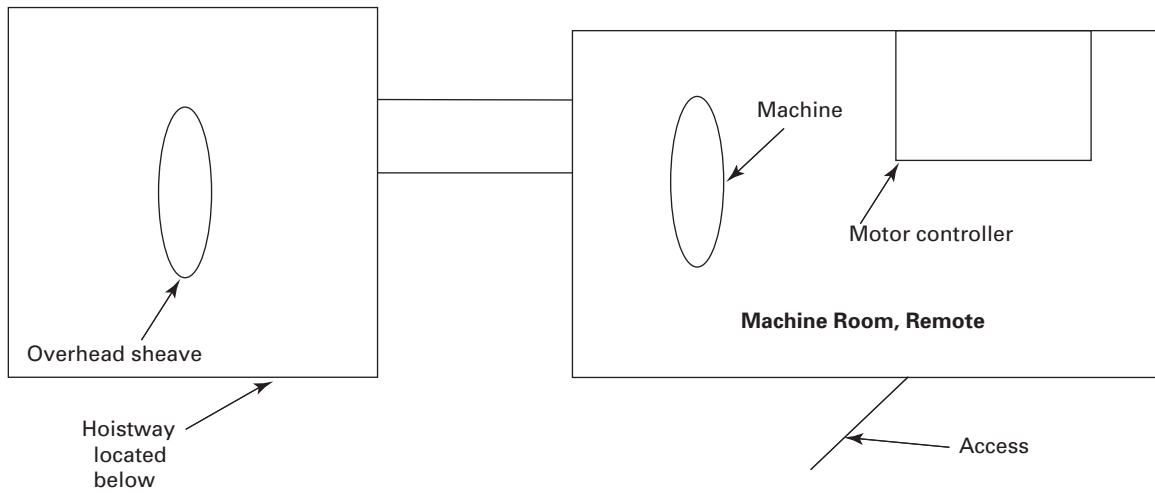 Machine
Motor controller
Machine Room, Remote
Overhead sheave
Hoistway
located
below
Access